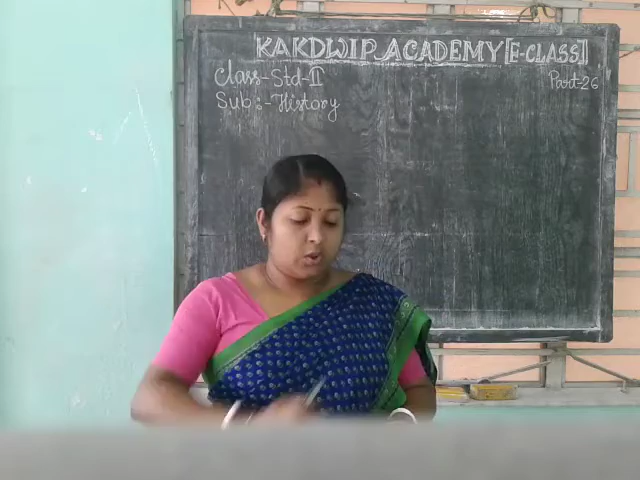 KAKDWIP ACADEMY [E-CLASS]
Class-Std-II
Part-26
Sub:-History